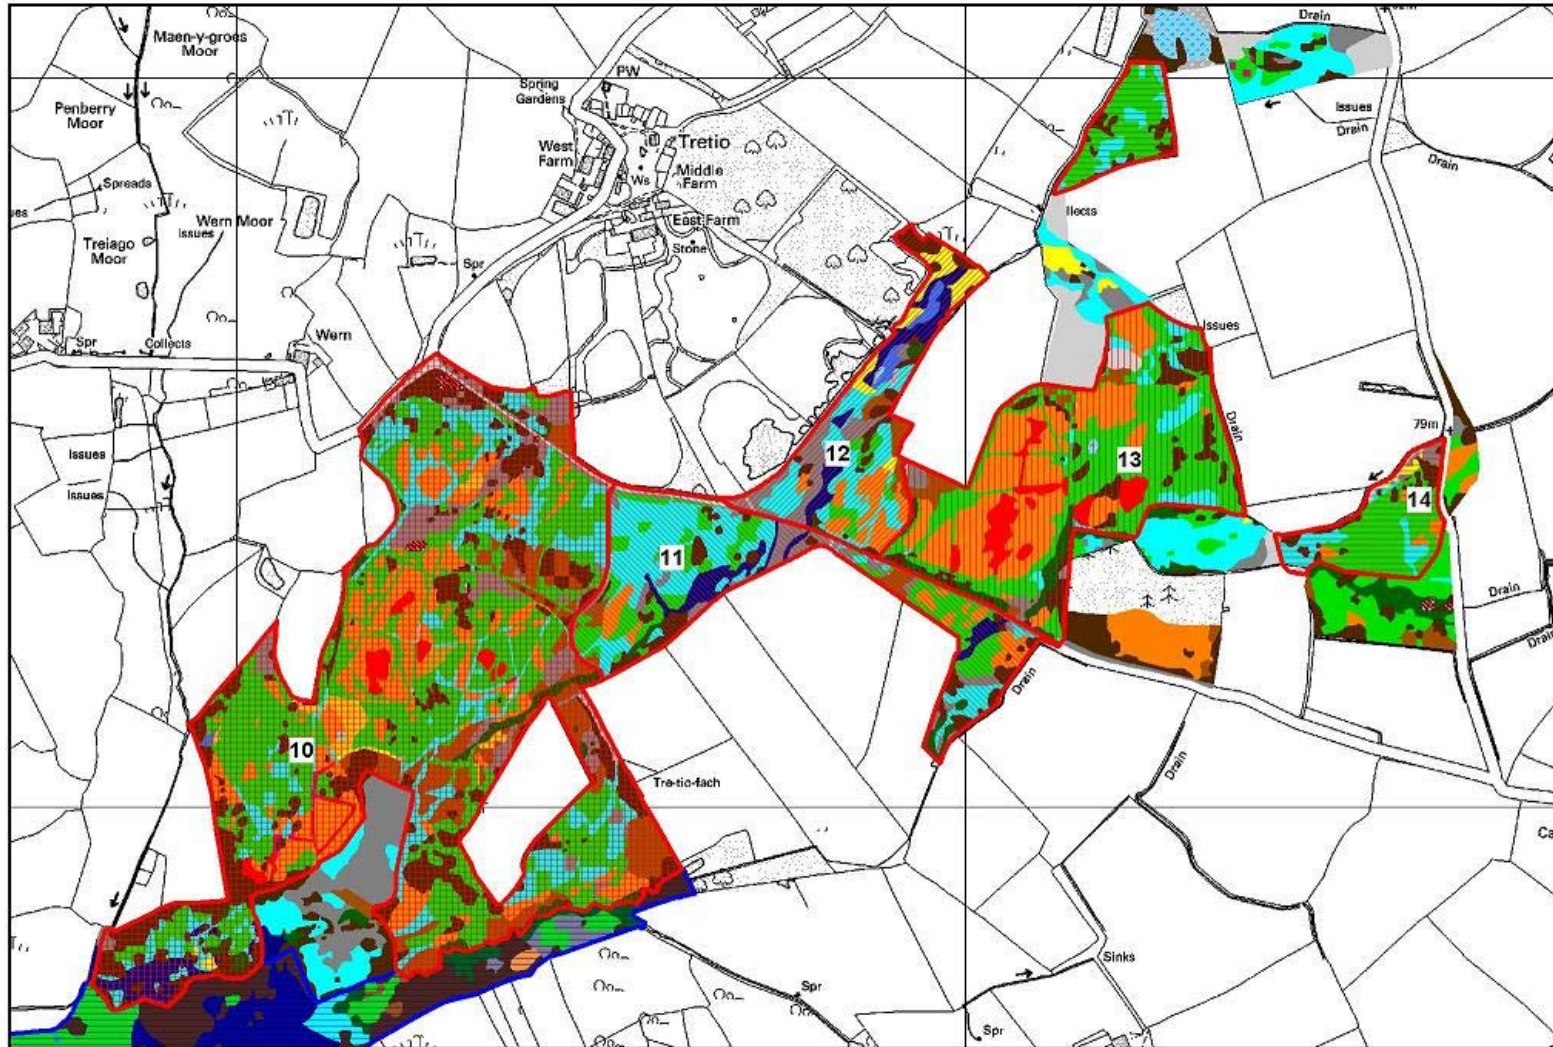 Maen-y-groes
Moor
Penberry
Moor
Spreads
Treiago
Moor
Wern Moor
Issues
Spr
Collects
Wern
Issues
Issues
Spring
Gardens
PW
West
Farm
Tretio
Middle
Farm
Ws
East Farm
Stone
Spr
Drain
Issues
Drain
Drain
llects
Issues
Drain
79m
12
13
14
11
10
Drain
Drain
Drain
Drain
Tre-tio-fach
Spr
Sinks
Spr
Ca